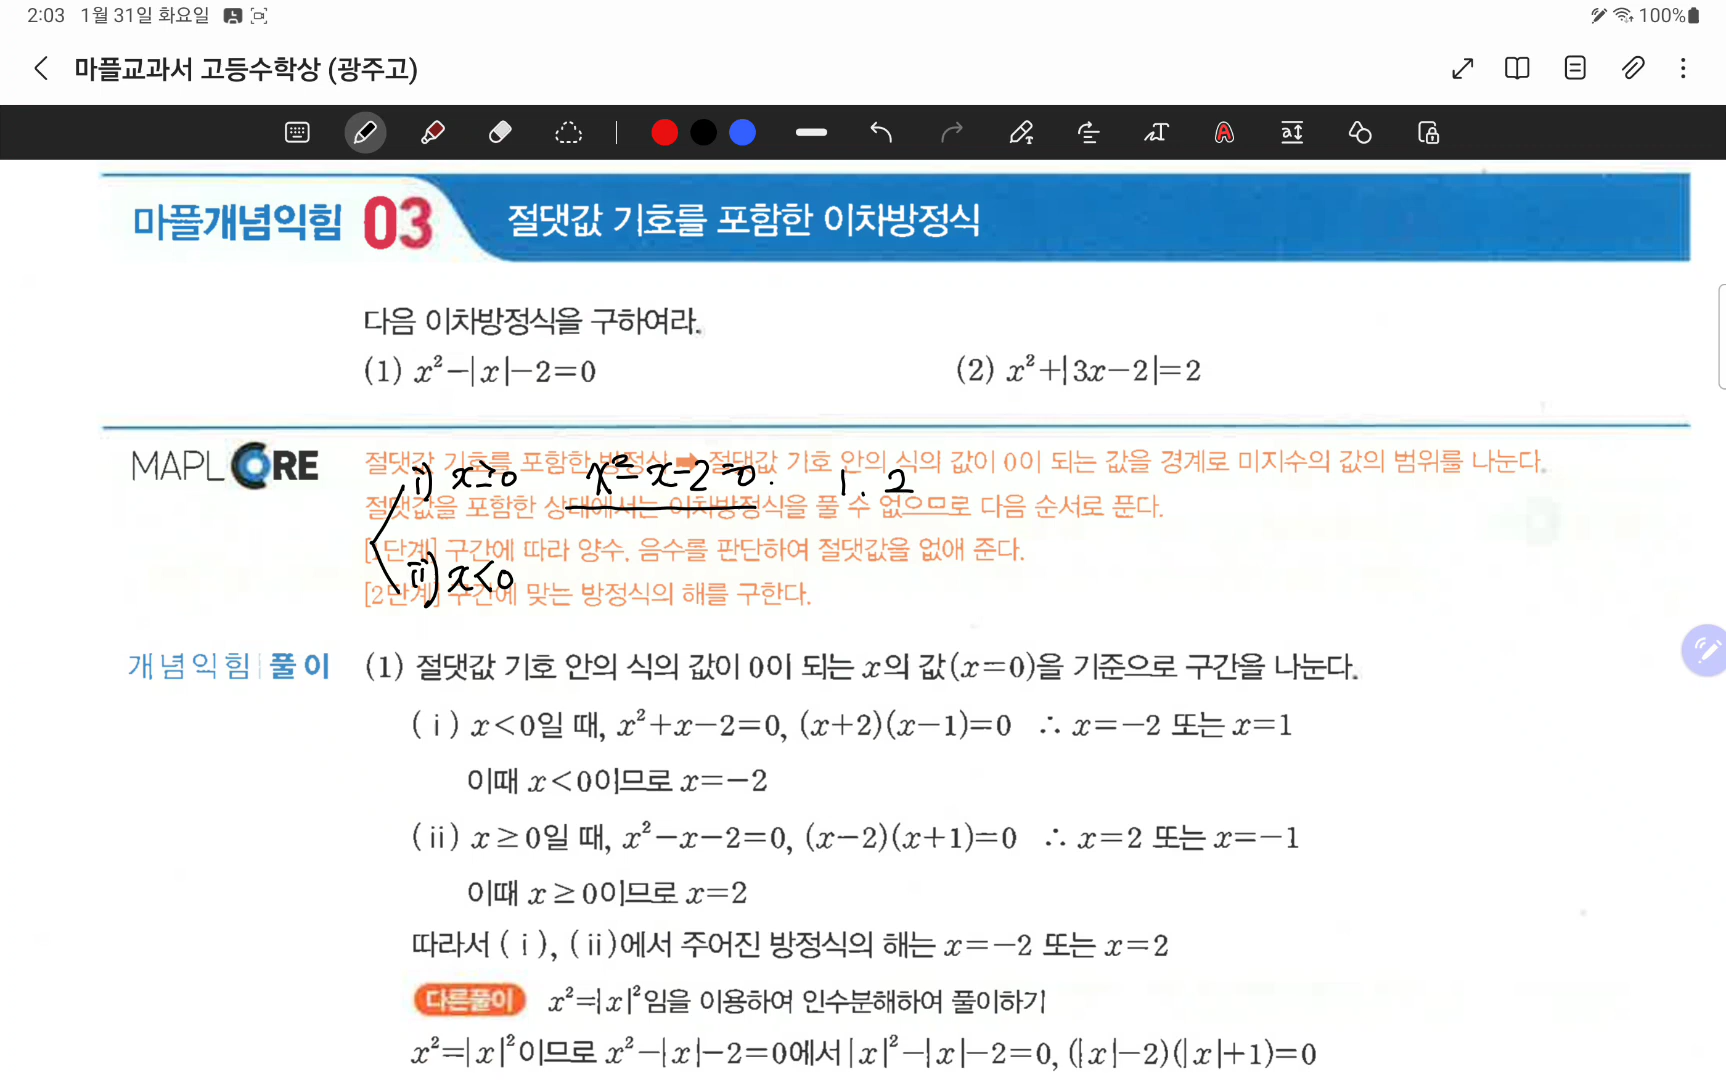 2:03 1월 31일 화요일 100%
마플교과서 고등수학상 (광주고)
마플개념익힘 03 절댓값 기호를 포함한 이차방정식
다음 이차방정식을 구하여라.
(1) x²−|x|−2=0 (2) x²+|3x−2|=2
MAPL CORE 절댓값 기호를 포함한 방정식 ➡ 절댓값 기호 안의 식의 값이 0이 되는 값을 경계로 미지수의 값의 범위를 나눈다.
i) x≥0 x²−x−2=0. 1. 2
절댓값을 포함한 상태에서는 이차방정식을 풀 수 없으므로 다음 순서로 푼다.
[1단계] 구간에 따라 양수, 음수를 판단하여 절댓값을 없애 준다.
ii) x<0
[2단계] 구간에 맞는 방정식의 해를 구한다.
개념익힘 | 풀이 (1) 절댓값 기호 안의 식의 값이 0이 되는 x의 값(x=0)을 기준으로 구간을 나눈다.
(ⅰ) x<0일 때, x²+x−2=0, (x+2)(x−1)=0 ∴ x=−2 또는 x=1
이때 x<0이므로 x=−2
(ⅱ) x≥0일 때, x²−x−2=0, (x−2)(x+1)=0 ∴ x=2 또는 x=−1
이때 x≥0이므로 x=2
따라서 (ⅰ), (ⅱ)에서 주어진 방정식의 해는 x=−2 또는 x=2
다른풀이 x²=|x|²임을 이용하여 인수분해하여 풀이하기
x²=|x|²이므로 x²−|x|−2=0에서 |x|²−|x|−2=0, (|x|−2)(|x|+1)=0